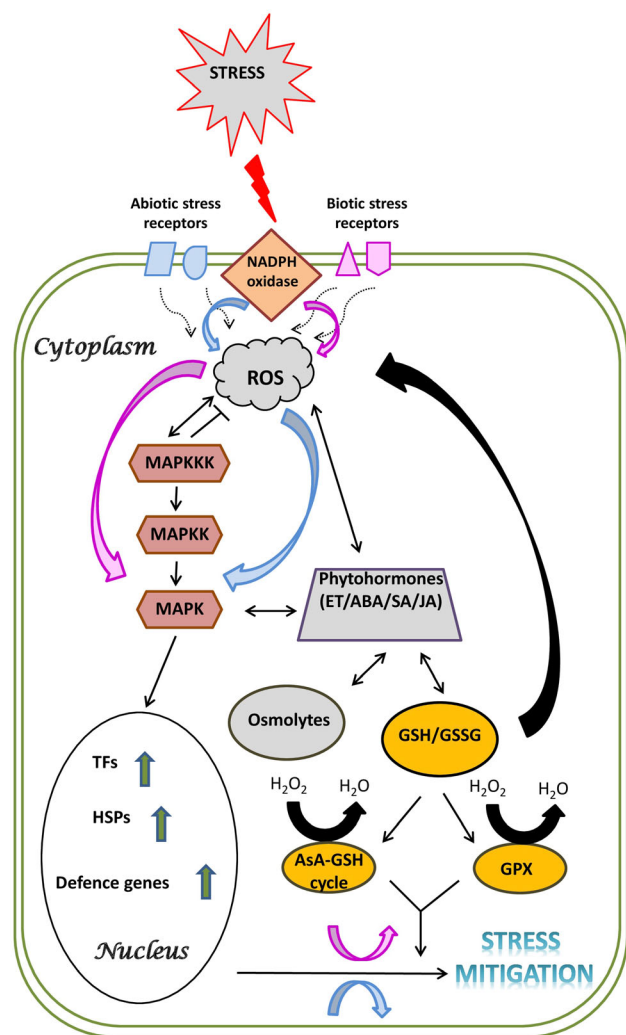 STRESS
Abiotic stress
receptors
Biotic stress
receptors
NADPH
oxidase
Cytoplasm
ROS
MAPKKK
MAPKK
MAPK
Phytohormones
(ET/ABA/SA/JA)
Osmolytes
GSH/GSSG
TFs
HSPs
Defence genes
Nucleus
H₂O₂
H₂O
AsA-GSH
cycle
H₂O₂
H₂O
GPX
STRESS
MITIGATION